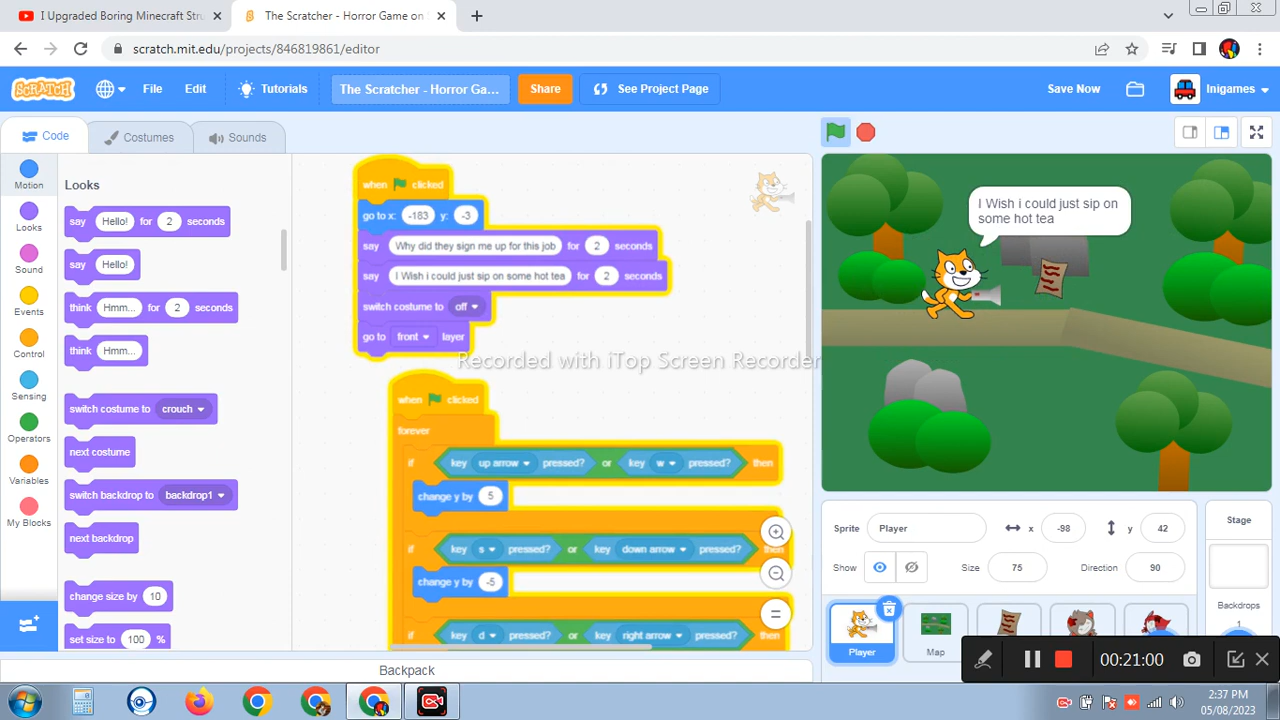 I Upgraded Boring Minecraft Stru
The Scratcher - Horror Game on S
scratch.mit.edu/projects/846819861/editor
SCRATCH File Edit Tutorials The Scratcher - Horror Ga... Share See Project Page Save Now Inigames
Code Costumes Sounds
Motion
Looks
Sound
Events
Control
Sensing
Operators
Variables
My Blocks
Looks
say Hello! for 2 seconds
say Hello!
think Hmm... for 2 seconds
think Hmm...
switch costume to crouch
next costume
switch backdrop to backdrop1
next backdrop
change size by 10
set size to 100 %
when clicked
go to x: -183 y: -3
say Why did they sign me up for this job for 2 seconds
say I Wish i could just sip on some hot tea for 2 seconds
switch costume to off
go to front layer
Recorded with iTop Screen Recorder
when clicked
forever
if key up arrow pressed? or key w pressed? then
change y by 5
if key s pressed? or key down arrow pressed? then
change y by -5
if key d pressed? or key right arrow pressed? then
Backpack
I Wish i could just sip on
some hot tea
Sprite Player x -98 y 42
Show Size 75 Direction 90
Player Map
Stage
Backdrops
1
00:21:00
2:37 PM
05/08/2023